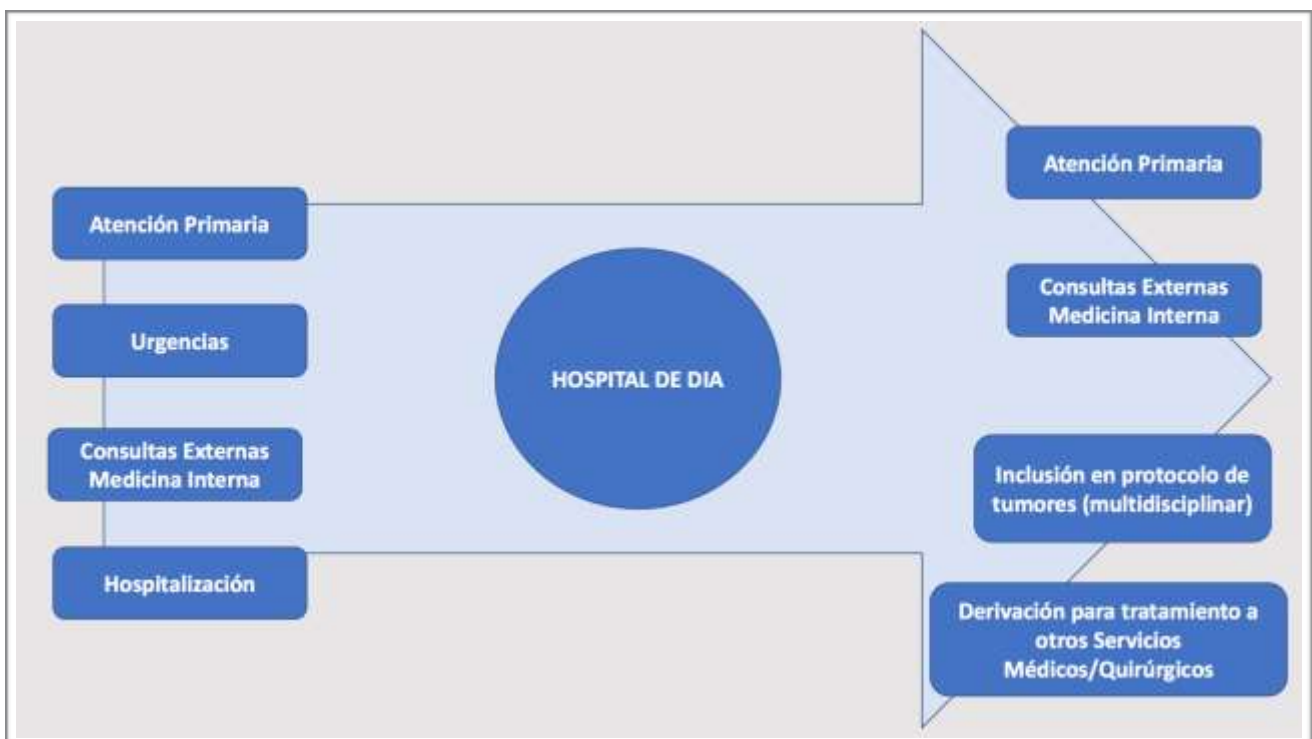 Atención Primaria
Urgencias
Consultas Externas
Medicina Interna
Hospitalización
HOSPITAL DE DIA
Atención Primaria
Consultas Externas
Medicina Interna
Inclusión en protocolo de
tumores (multidisciplinar)
Derivación para tratamiento a
otros Servicios
Médicos/Quirúrgicos